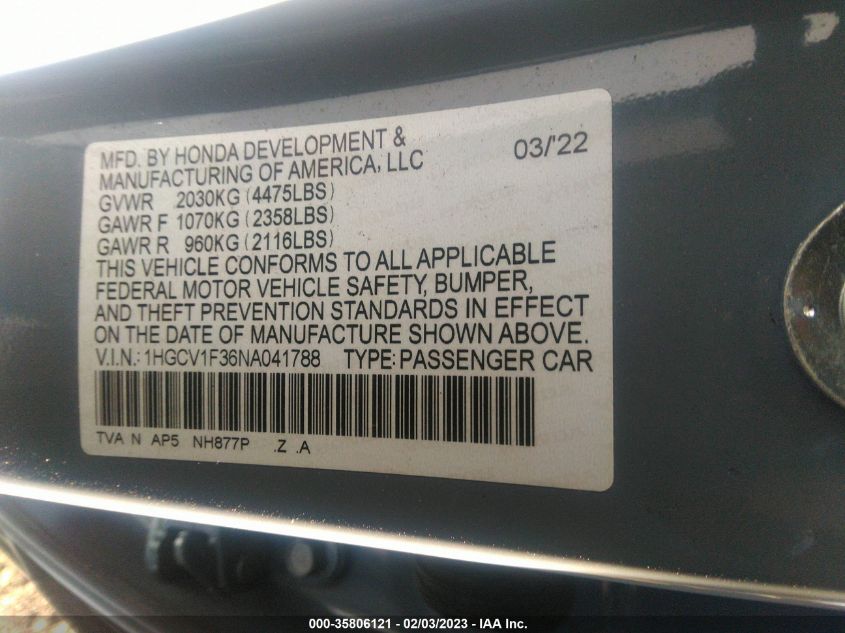 MFD. BY HONDA DEVELOPMENT &
MANUFACTURING OF AMERICA, LLC
03/'22
GVWR 2030KG (4475LBS)
GAWR F 1070KG (2358LBS)
GAWR R 960KG (2116LBS)
THIS VEHICLE CONFORMS TO ALL APPLICABLE
FEDERAL MOTOR VEHICLE SAFETY, BUMPER,
AND THEFT PREVENTION STANDARDS IN EFFECT
ON THE DATE OF MANUFACTURE SHOWN ABOVE.
V.I.N.: 1HGCV1F36NA041788 TYPE: PASSENGER CAR
TVA N AP5 NH877P .Z .A
000-35806121 - 02/03/2023 - IAA Inc.